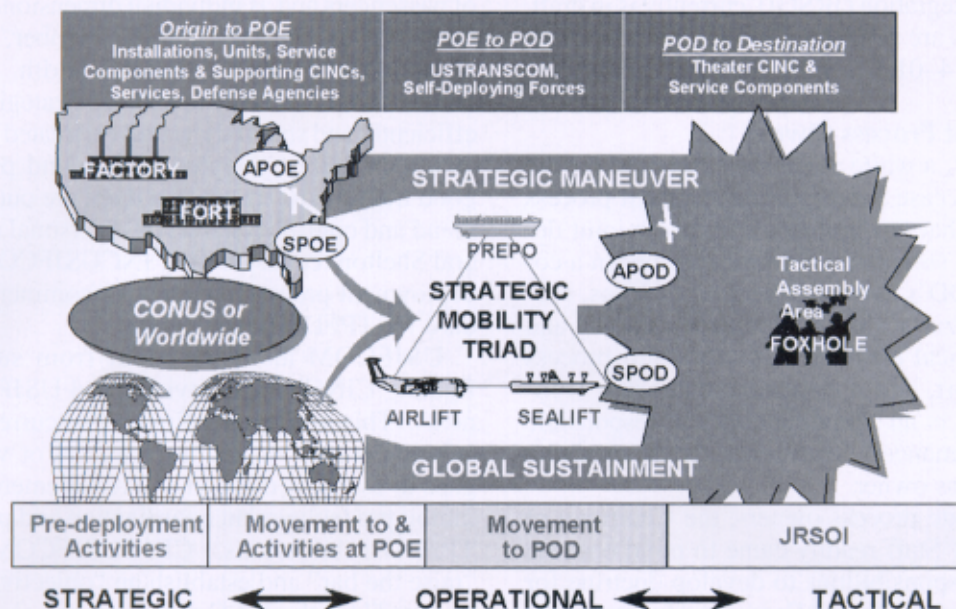 Origin to POE
Installations, Units, Service
Components & Supporting CINCs,
Services, Defense Agencies
POE to POD
USTRANSCOM,
Self-Deploying Forces
POD to Destination
Theater CINC &
Service Components
FACTORY
FORT
APOE
SPOE
STRATEGIC MANEUVER
PREPO
STRATEGIC
MOBILITY
TRIAD
AIRLIFT
SEALIFT
APOD
SPOD
Tactical
Assembly
Area
FOXHOLE
CONUS or
Worldwide
GLOBAL SUSTAINMENT
Pre-deployment
Activities
Movement to &
Activities at POE
Movement
to POD
JRSOI
STRATEGIC
OPERATIONAL
TACTICAL